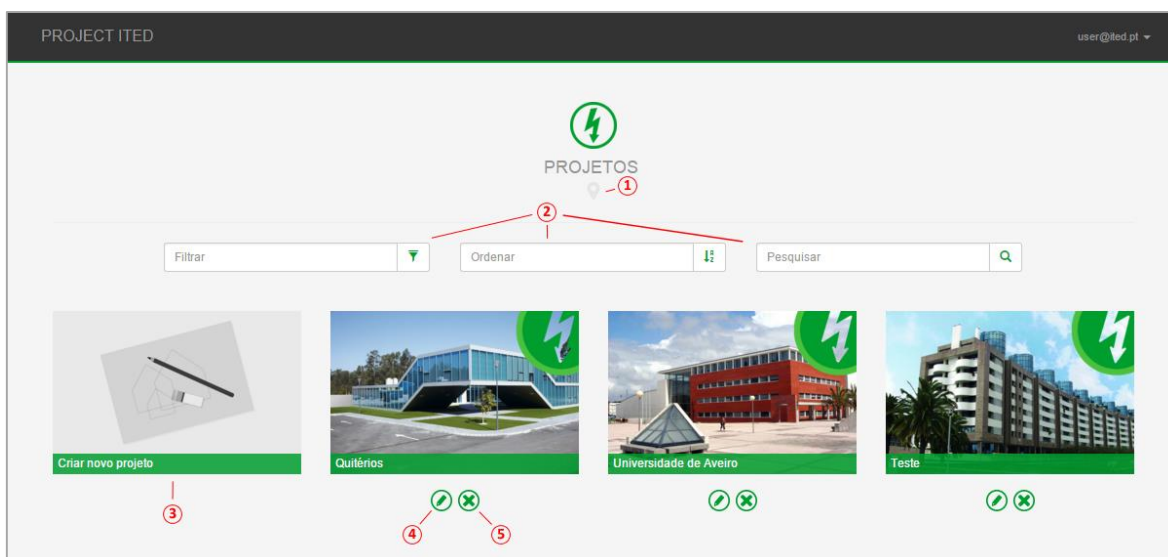 PROJECT ITED
user@ited.pt
PROJETOS
1
2
Filtrar
Ordenar
Pesquisar
Criar novo projeto
Quitérios
Universidade de Aveiro
Teste
3
4
5